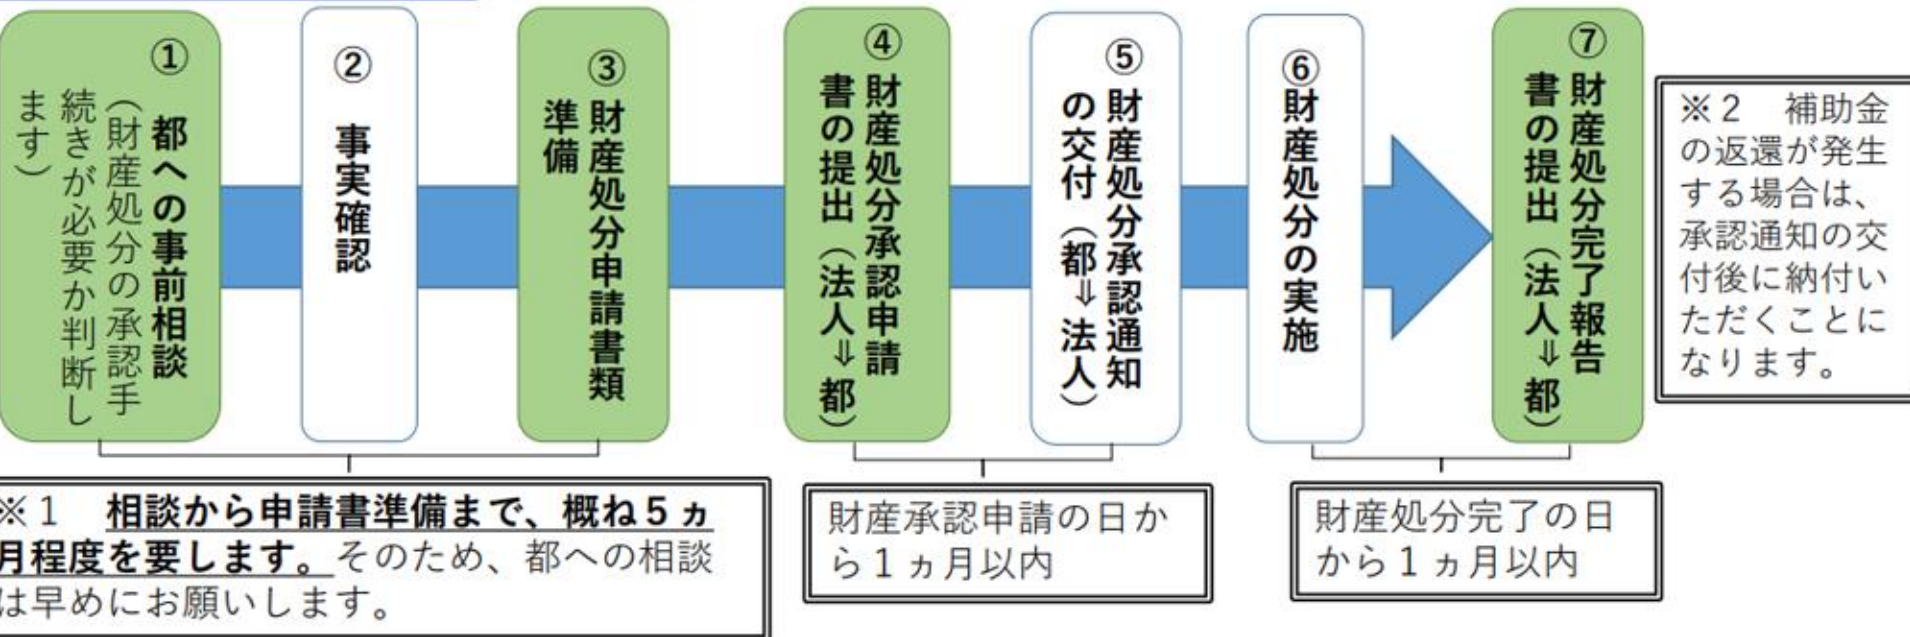 ①　都への事前相談
（財産処分の承認手
続きが必要か判断し
ます）
②　事実確認
③財産処分申請書類
準備
④財産処分承認申請
書の提出（法人⇒都）
⑤財産処分承認通知
の交付（都⇒法人）
⑥財産処分の実施
⑦財産処分完了報告
書の提出（法人⇒都）
※２　補助金
の返還が発生
する場合は、
承認通知の交
付後に納付い
ただくことに
なります。
※１　相談から申請書準備まで、概ね５ヵ
月程度を要します。そのため、都への相談
は早めにお願いします。
財産承認申請の日か
ら１ヵ月以内
財産処分完了の日
から１ヵ月以内